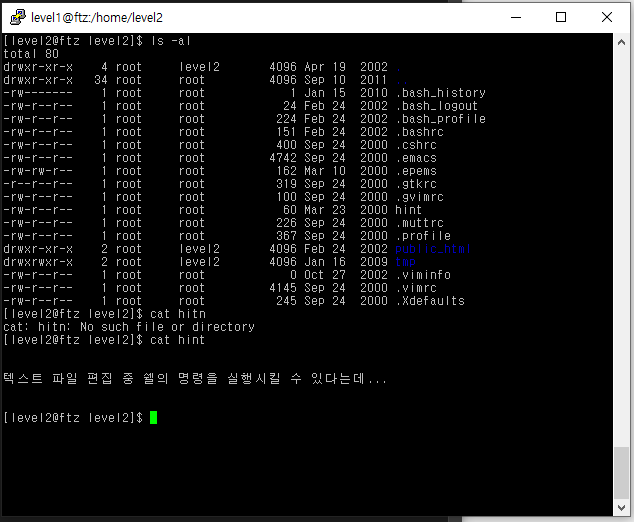 level1@ftz:/home/level2
[level2@ftz level2]$ ls -al
total 80
drwxr-xr-x 4 root level2 4096 Apr 19 2002 .
drwxr-xr-x 34 root root 4096 Sep 10 2011 ..
-rw------- 1 root root 1 Jan 15 2010 .bash_history
-rw-r--r-- 1 root root 24 Feb 24 2002 .bash_logout
-rw-r--r-- 1 root root 224 Feb 24 2002 .bash_profile
-rw-r--r-- 1 root root 151 Feb 24 2002 .bashrc
-rw-r--r-- 1 root root 400 Sep 24 2000 .cshrc
-rw-r--r-- 1 root root 4742 Sep 24 2000 .emacs
-rw-r--r-- 1 root root 162 Mar 10 2000 .epems
-r--r--r-- 1 root root 319 Sep 24 2000 .gtkrc
-rw-r--r-- 1 root root 100 Sep 24 2000 .gvimrc
-rw-r--r-- 1 root root 60 Mar 23 2000 hint
-rw-r--r-- 1 root root 226 Sep 24 2000 .muttrc
-rw-r--r-- 1 root root 367 Sep 24 2000 .profile
drwxr-xr-x 2 root level2 4096 Feb 24 2002 public_html
drwxrwxr-x 2 root level2 4096 Jan 16 2009 tmp
-rw-r--r-- 1 root root 0 Oct 27 2002 .viminfo
-rw-r--r-- 1 root root 4145 Sep 24 2000 .vimrc
-rw-r--r-- 1 root root 245 Sep 24 2000 .Xdefaults
[level2@ftz level2]$ cat hitn
cat: hitn: No such file or directory
[level2@ftz level2]$ cat hint
텍스트 파일 편집 중 쉘의 명령을 실행시킬 수 있다는데...
[level2@ftz level2]$